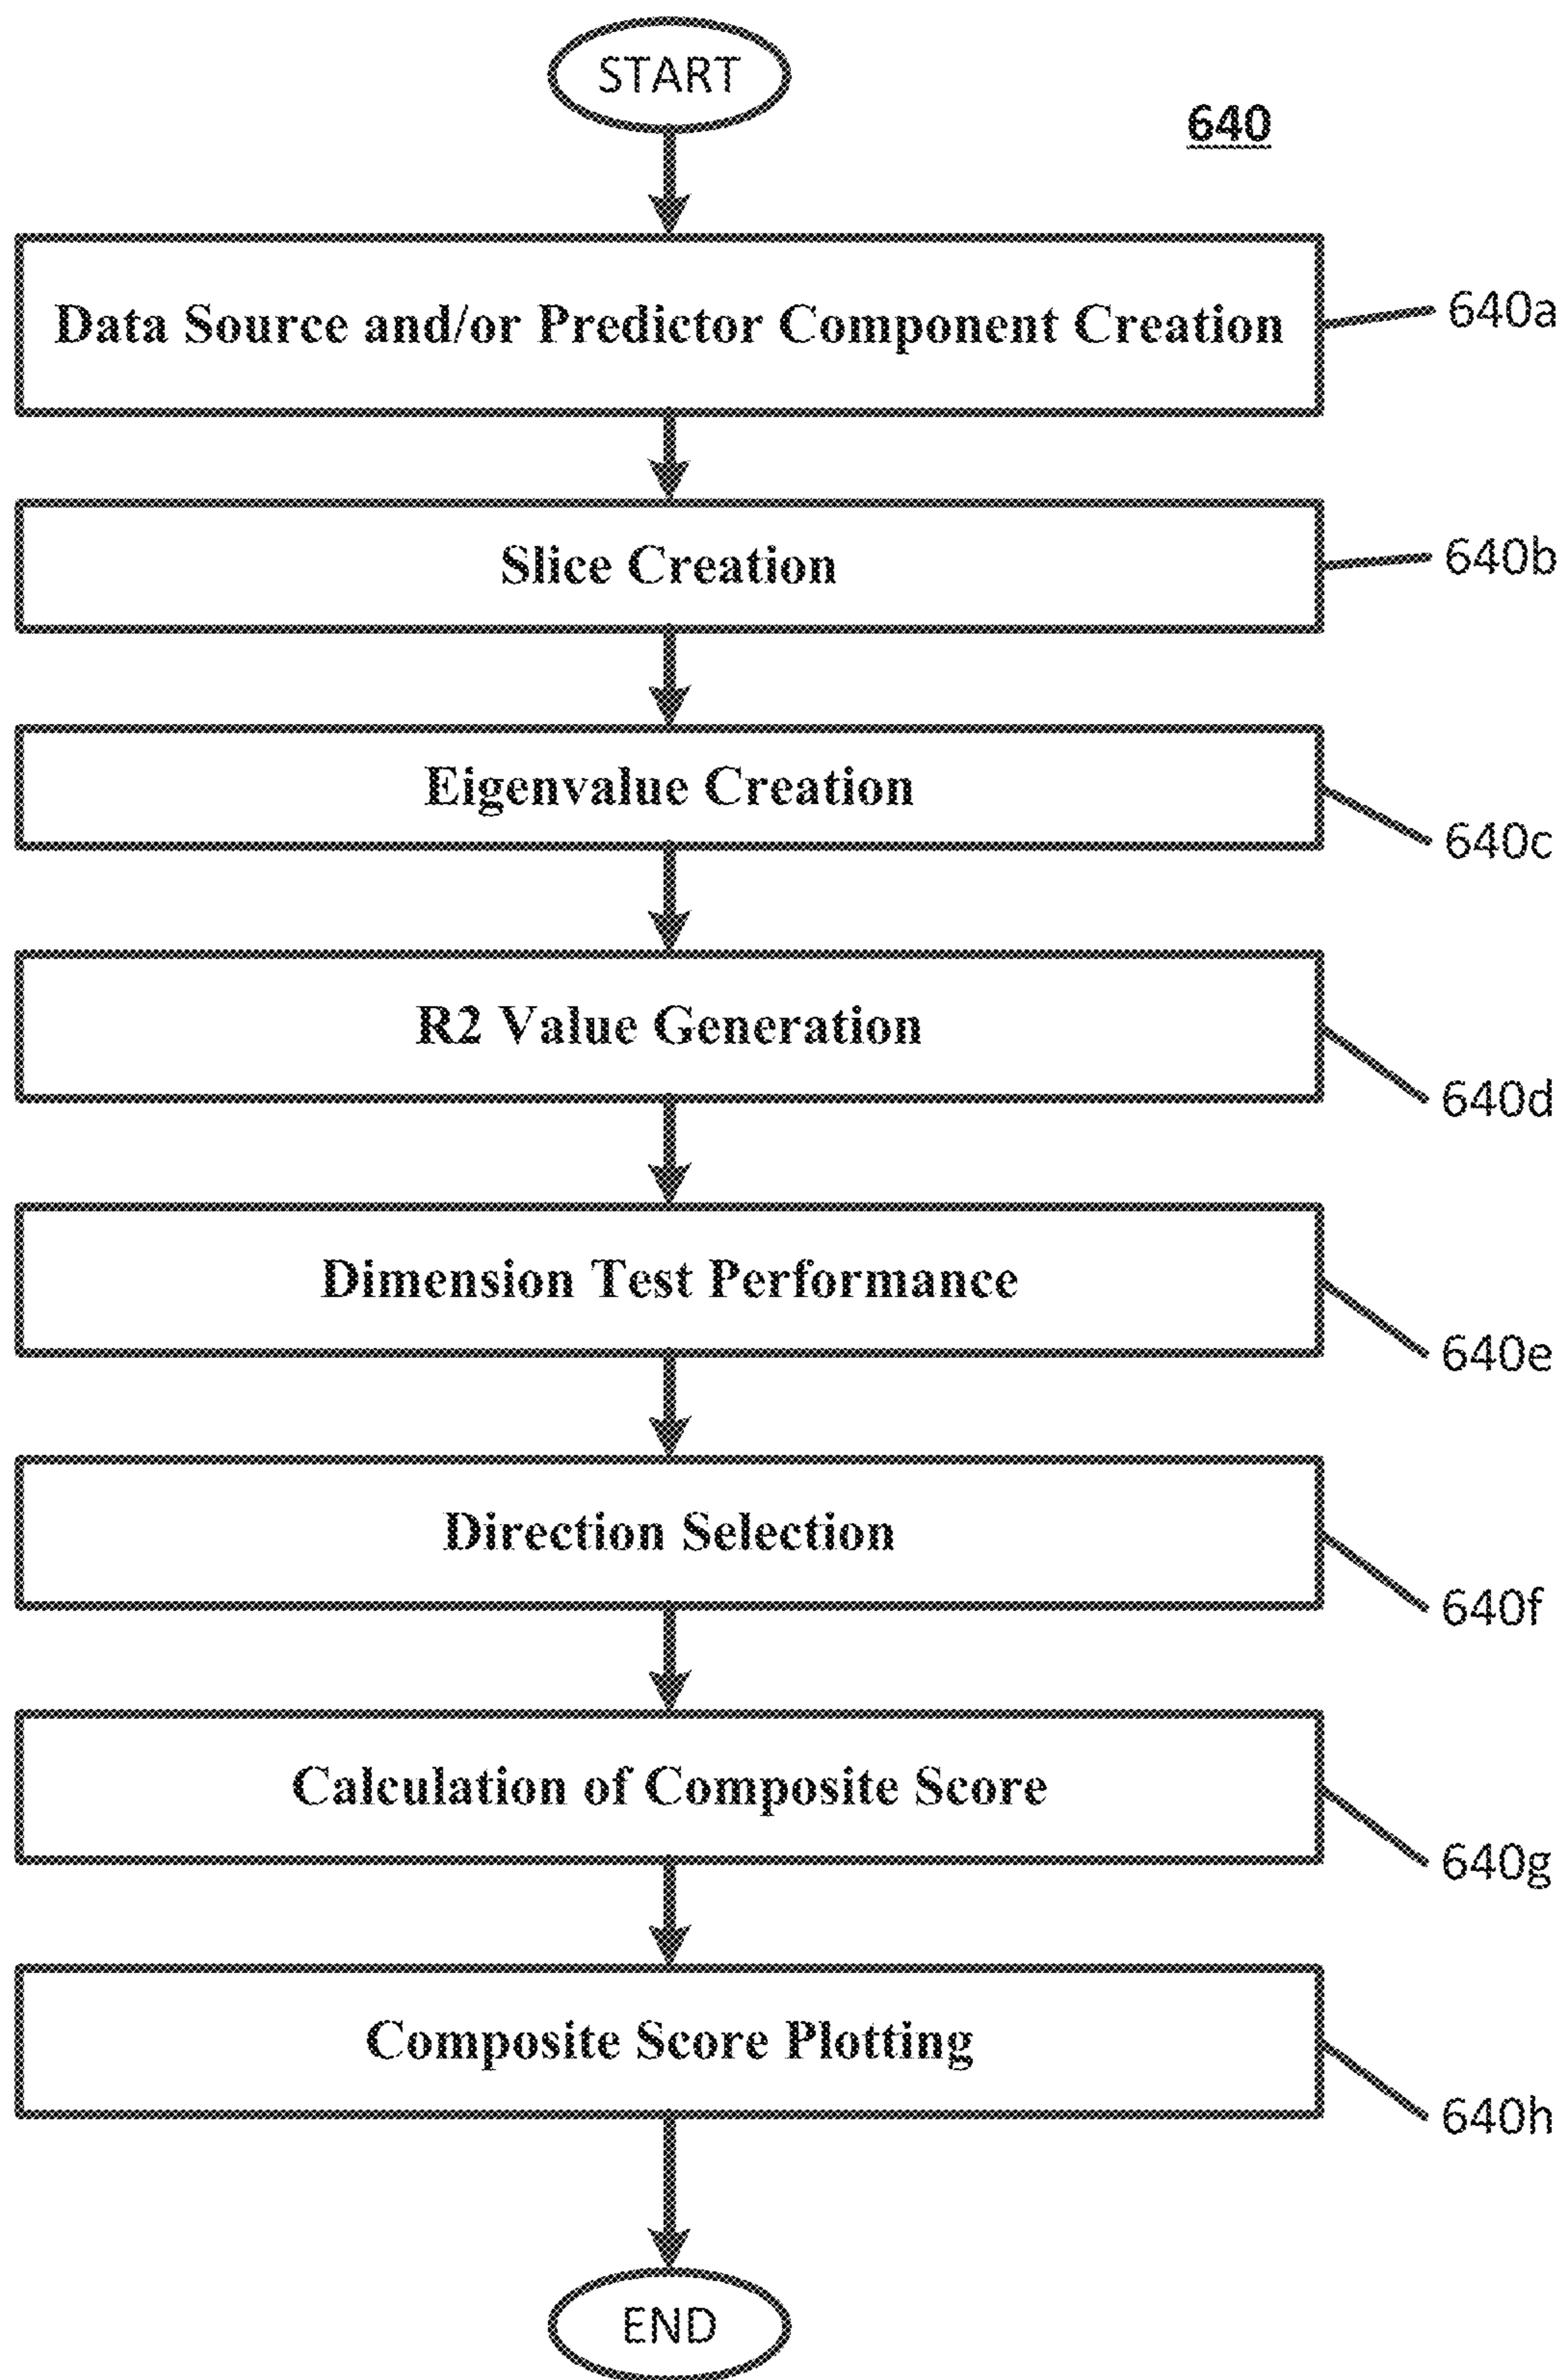 START
640
Data Source and/or Predictor Component Creation
640a
Slice Creation
640b
Eigenvalue Creation
640c
R2 Value Generation
640d
Dimension Test Performance
640e
Direction Selection
640f
Calculation of Composite Score
640g
Composite Score Plotting
640h
END